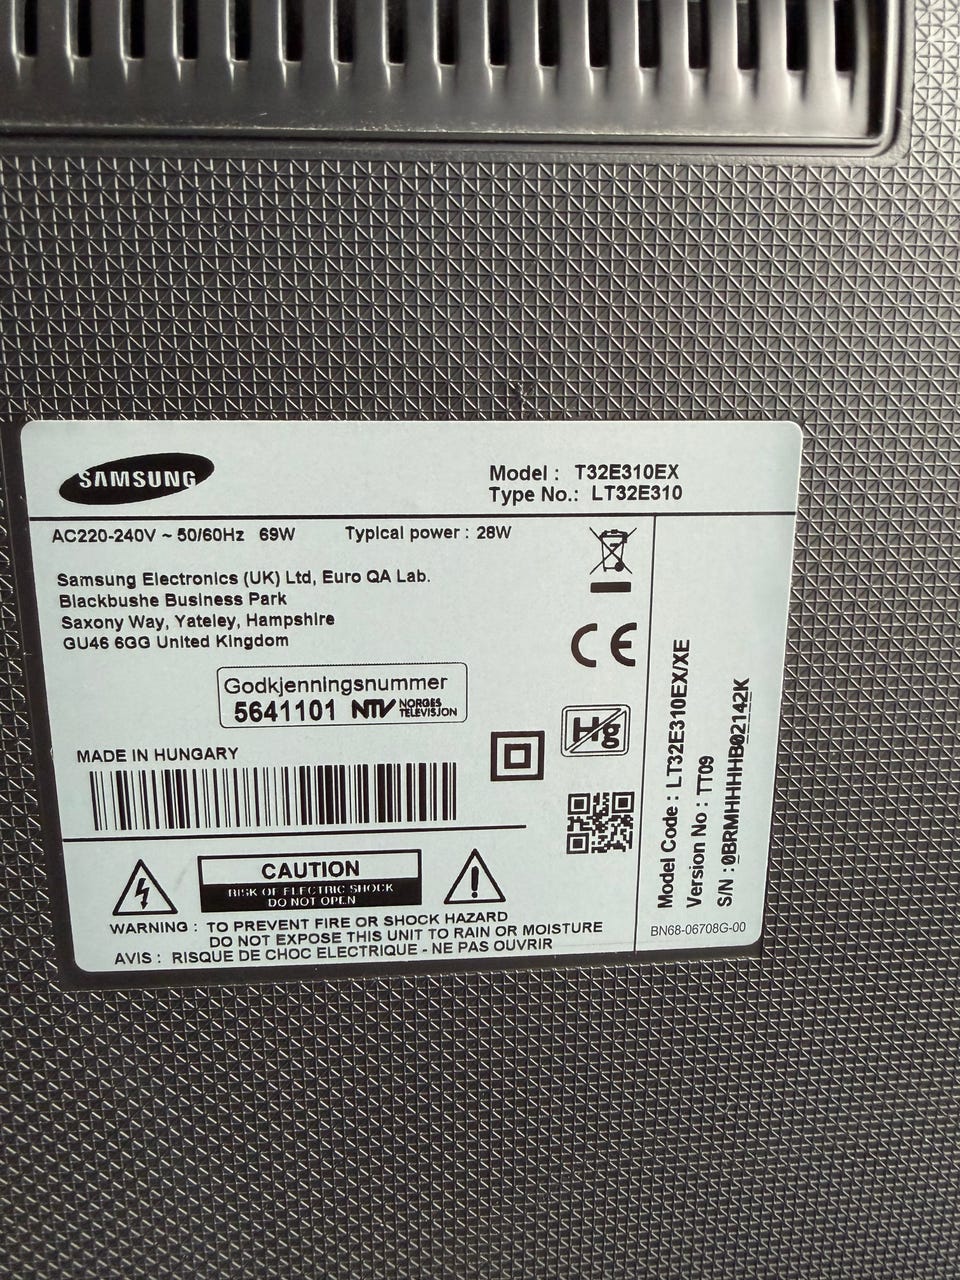 SAMSUNG
Model : T32E310EX
Type No.: LT32E310
AC220-240V ~ 50/60Hz 69W Typical power : 28W
Samsung Electronics (UK) Ltd, Euro QA Lab.
Blackbushe Business Park
Saxony Way, Yateley, Hampshire
GU46 6GG United Kingdom
CE
Godkjenningsnummer
5641101 NTV NORGES TELEVISJON
Hg
MADE IN HUNGARY
CAUTION
RISK OF ELECTRIC SHOCK
DO NOT OPEN
WARNING : TO PREVENT FIRE OR SHOCK HAZARD
DO NOT EXPOSE THIS UNIT TO RAIN OR MOISTURE
AVIS : RISQUE DE CHOC ELECTRIQUE - NE PAS OUVRIR
Model Code : LT32E310EX/XE
Version No : TT09
S/N : 0BRMHHHHB02142K
BN68-06708G-00